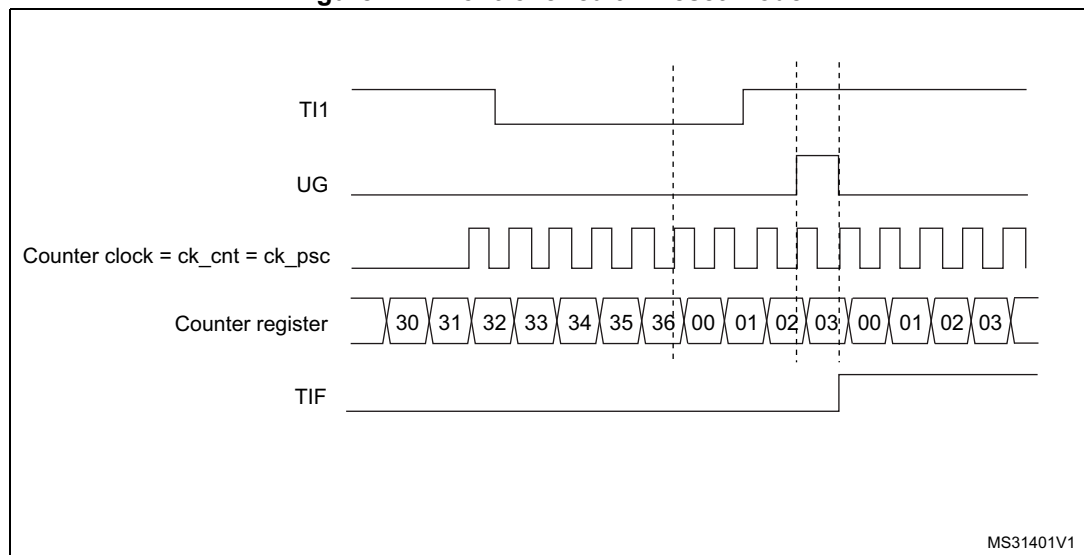 TI1
UG
Counter clock = ck_cnt = ck_psc
Counter register 30 31 32 33 34 35 36 00 01 02 03 00 01 02 03
TIF
MS31401V1